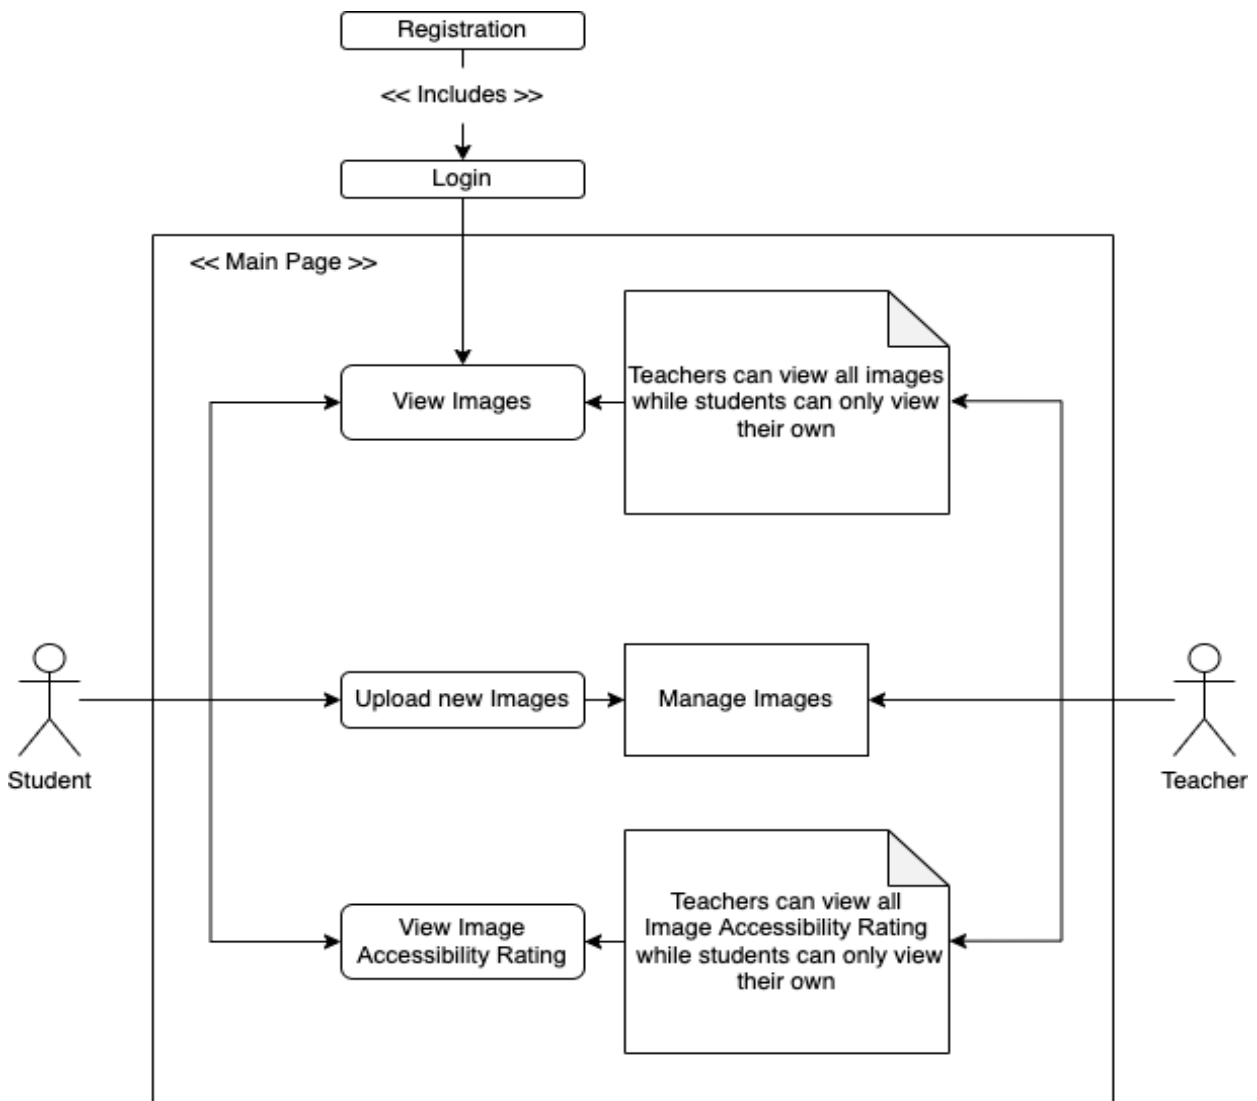 Registration
<< Includes >>
Login
<< Main Page >>
View Images
Teachers can view all images
while students can only view
their own
Student
Upload new Images
Manage Images
Teacher
View Image
Accessibility Rating
Teachers can view all
Image Accessibility Rating
while students can only view
their own